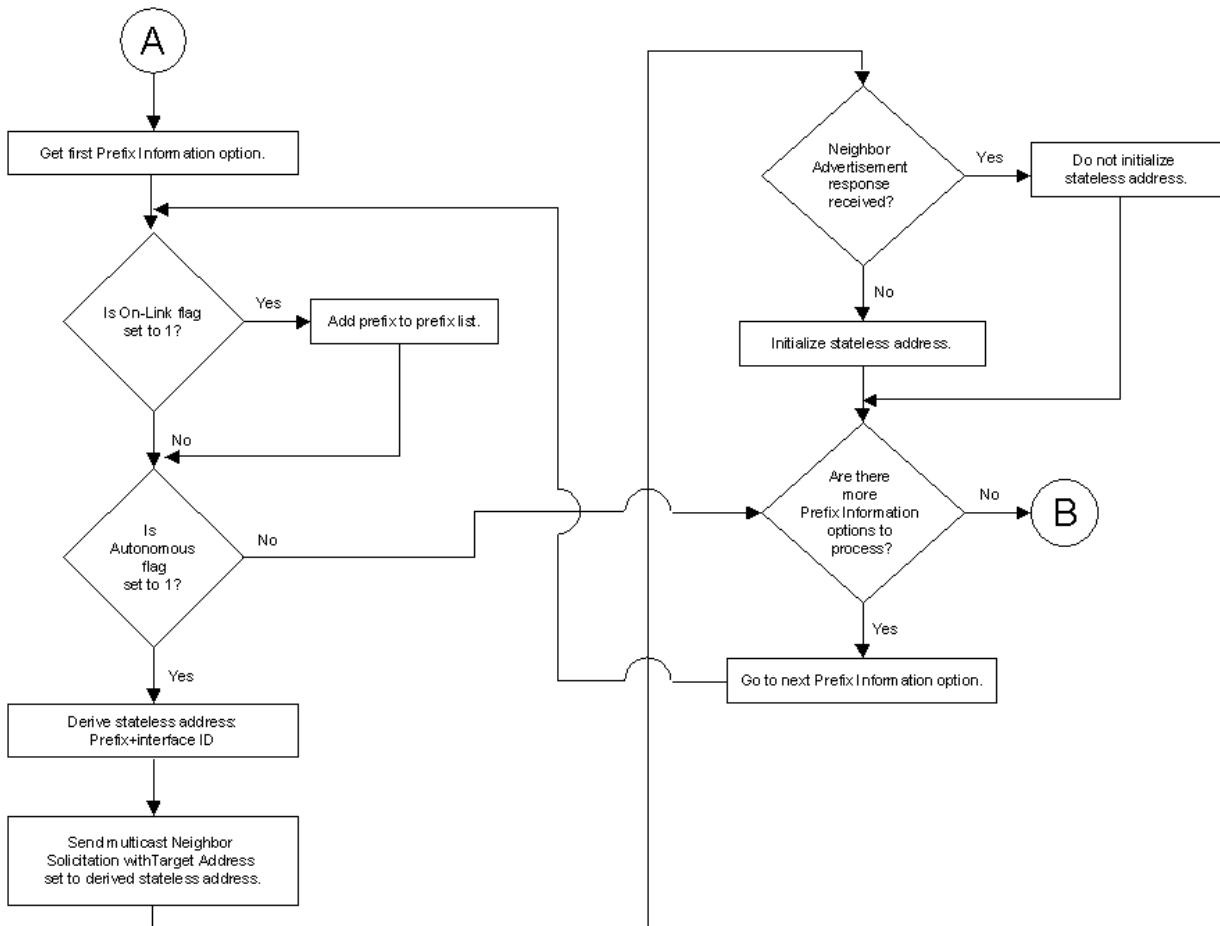 A
Get first Prefix Information option.
Is On-Link flag
set to 1?
Yes
Add prefix to prefix list.
No
Is
Autonomous
flag
set to 1?
No
Yes
Derive stateless address:
Prefix+interface ID
Send multicast Neighbor
Solicitation withTarget Address
set to derived stateless address.
Neighbor
Advertisement
response
received?
Yes
Do not initialize
stateless address.
No
Initialize stateless address.
Are there
more
Prefix Information
options to
process?
No
B
Yes
Go to next Prefix Information option.